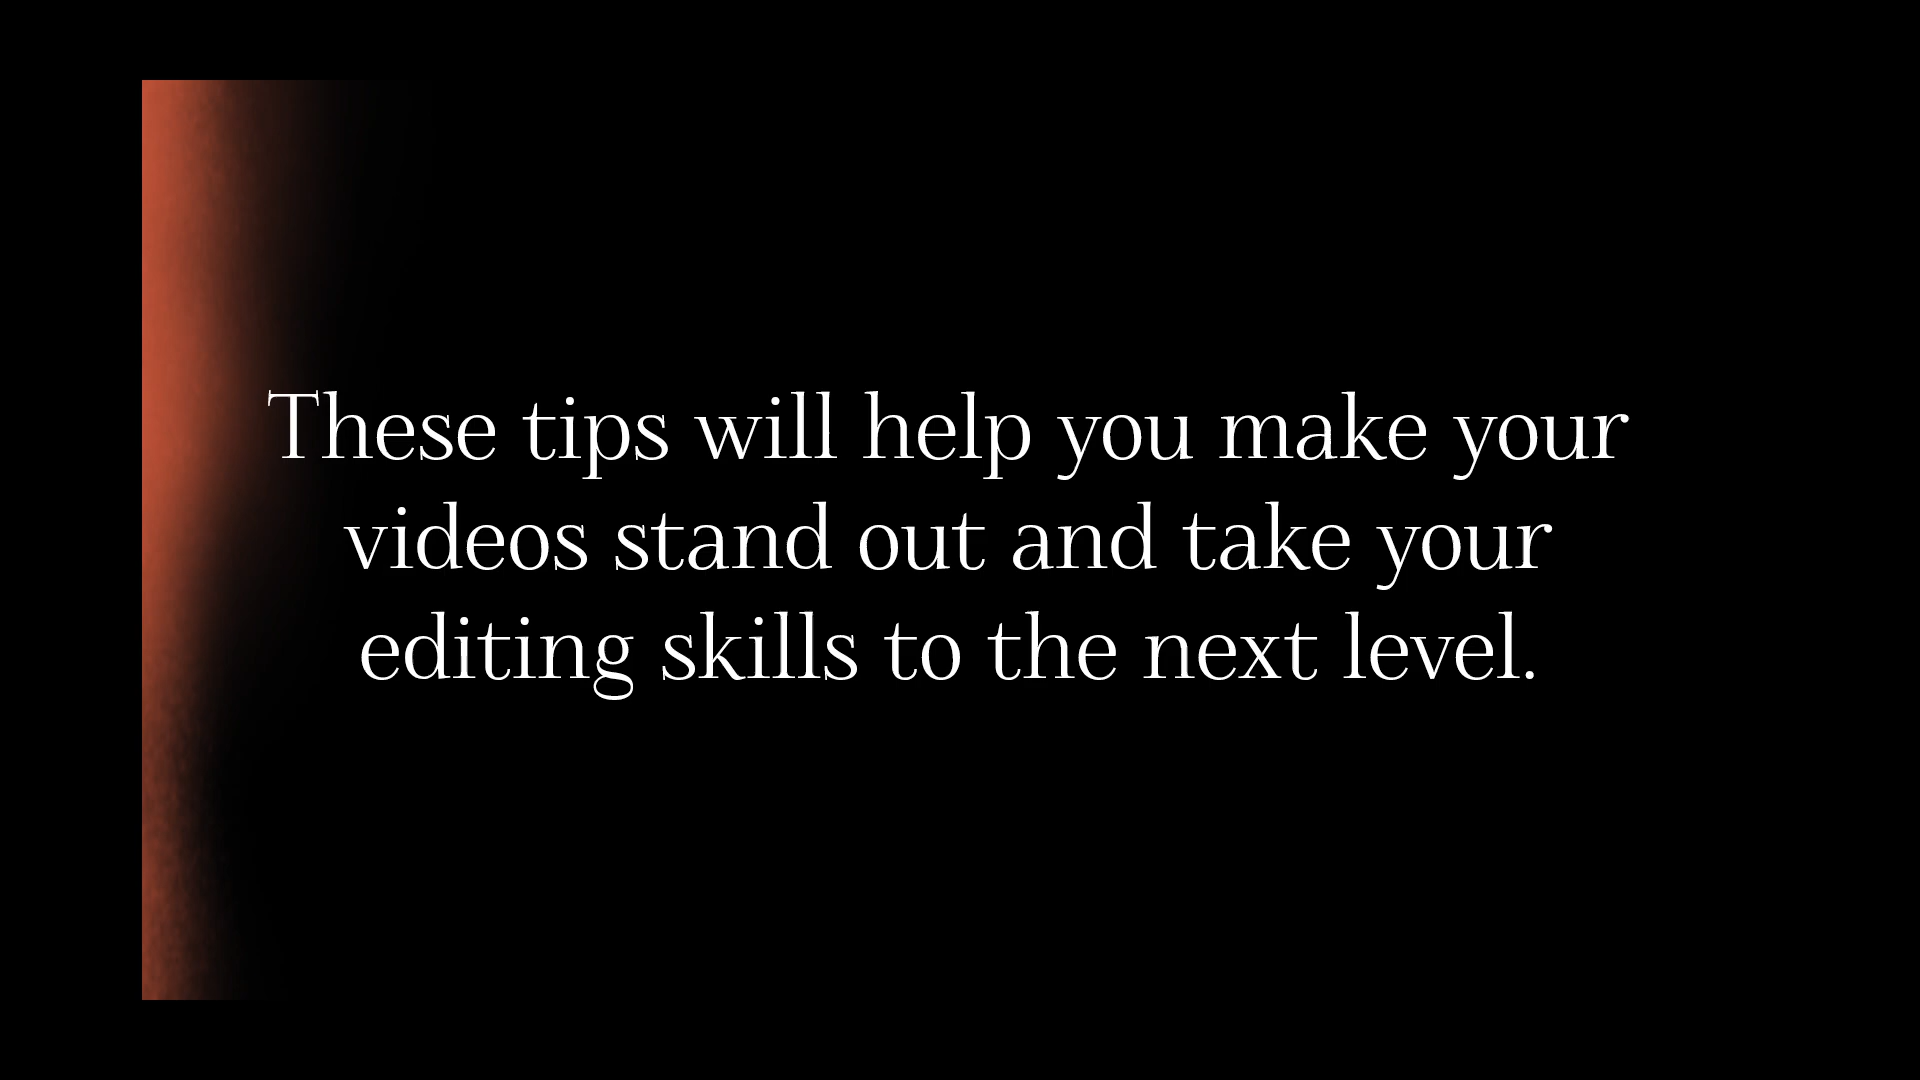 These tips will help you make your
videos stand out and take your
editing skills to the next level.